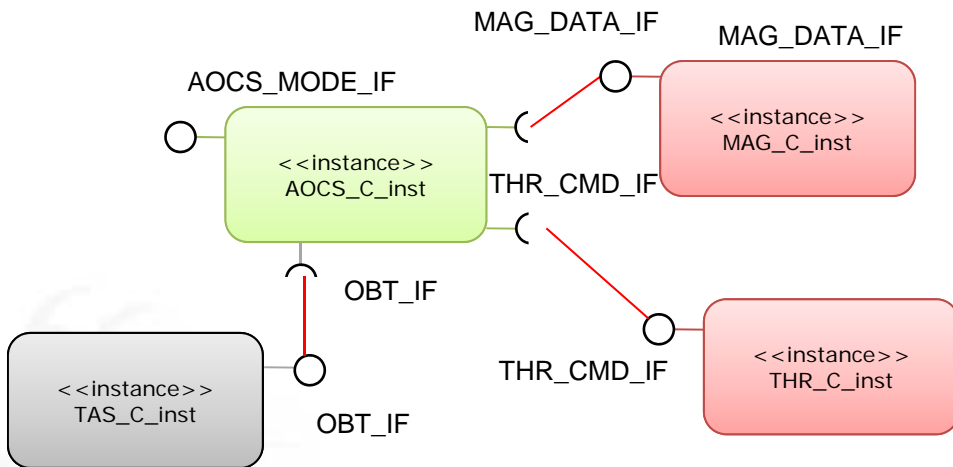 MAG_DATA_IF
MAG_DATA_IF
AOCS_MODE_IF
<<instance>>
MAG_C_inst
<<instance>>
AOCS_C_inst
THR_CMD_IF
OBT_IF
<<instance>>
THR_C_inst
THR_CMD_IF
<<instance>>
TAS_C_inst
OBT_IF